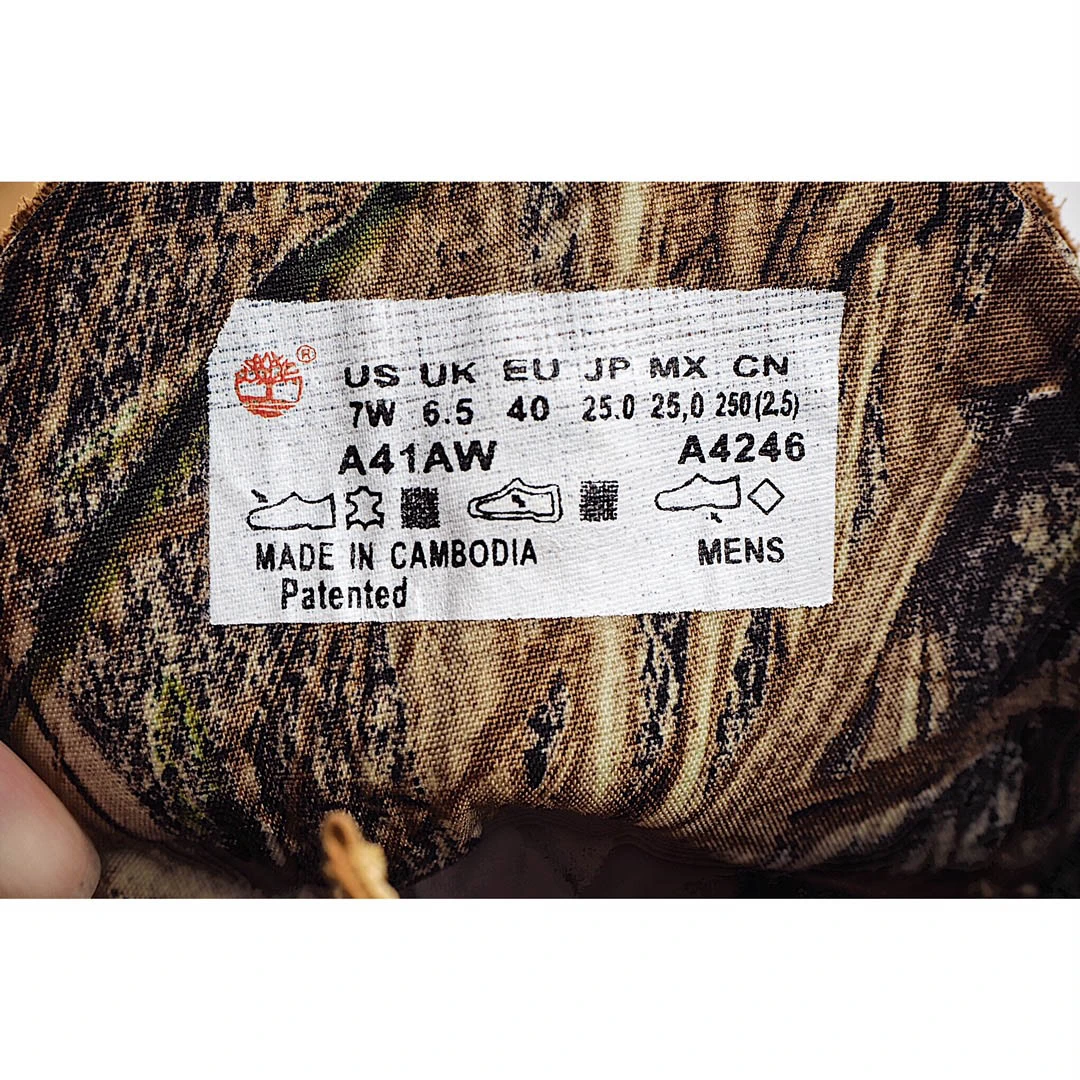 ®
US UK EU JP MX CN
7W 6.5 40 25.0 25,0 250(2.5)
A41AW A4246
MADE IN CAMBODIA MENS
Patented